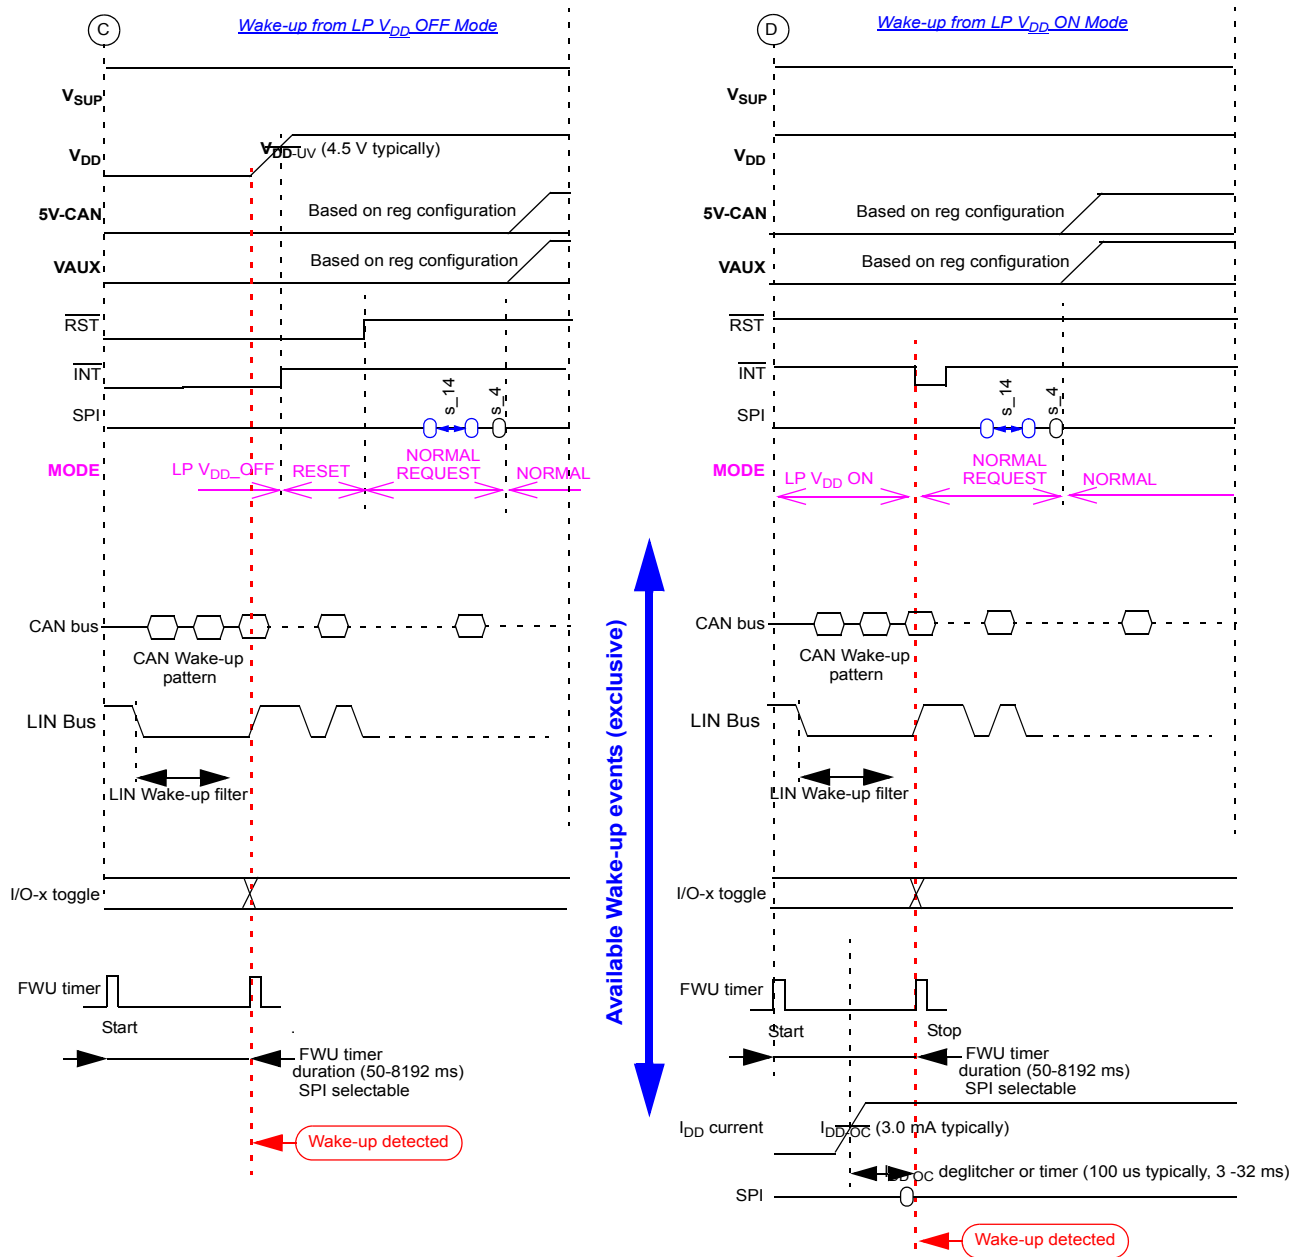 C
Wake-up from LP VDD OFF Mode
VSUP
VDD
VDD-UV (4.5 V typically)
5V-CAN
Based on reg configuration
VAUX
Based on reg configuration
RST
INT
SPI
s_14
s_4
MODE
LP VDD_OFF
RESET
NORMAL
REQUEST
NORMAL
CAN bus
CAN Wake-up
pattern
LIN Bus
LIN Wake-up filter
I/O-x toggle
FWU timer
Start
FWU timer
duration (50-8192 ms)
SPI selectable
Wake-up detected
Available Wake-up events (exclusive)
D
Wake-up from LP VDD ON Mode
VSUP
VDD
5V-CAN
Based on reg configuration
VAUX
Based on reg configuration
RST
INT
SPI
s_14
s_4
MODE
LP VDD ON
NORMAL
REQUEST
NORMAL
CAN bus
CAN Wake-up
pattern
LIN Bus
LIN Wake-up filter
I/O-x toggle
FWU timer
Start
Stop
FWU timer
duration (50-8192 ms)
SPI selectable
IDD current
IDD-OC (3.0 mA typically)
IDD OC deglitcher or timer (100 us typically, 3 -32 ms)
SPI
Wake-up detected